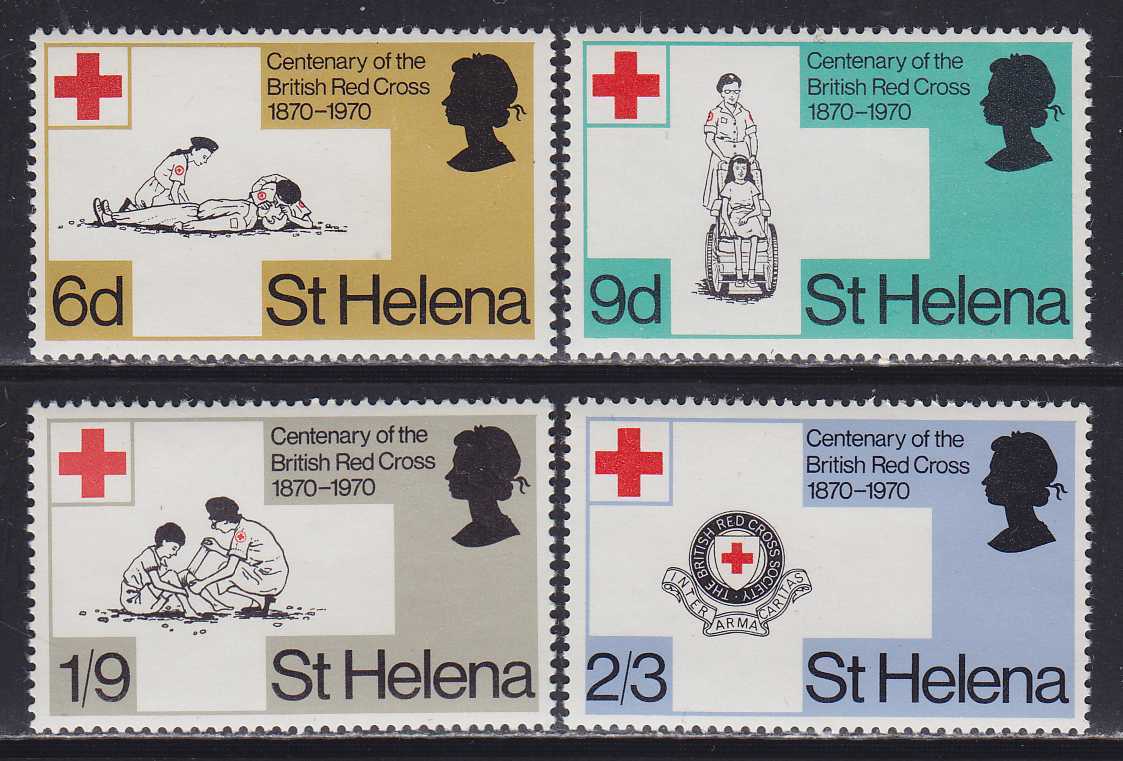 Centenary of the
British Red Cross
1870–1970
6d
St Helena
Centenary of the
British Red Cross
1870–1970
9d
St Helena
Centenary of the
British Red Cross
1870–1970
1/9
St Helena
Centenary of the
British Red Cross
1870–1970
THE BRITISH RED CROSS SOCIETY ·
INTER ARMA CARITAS
2/3
St Helena